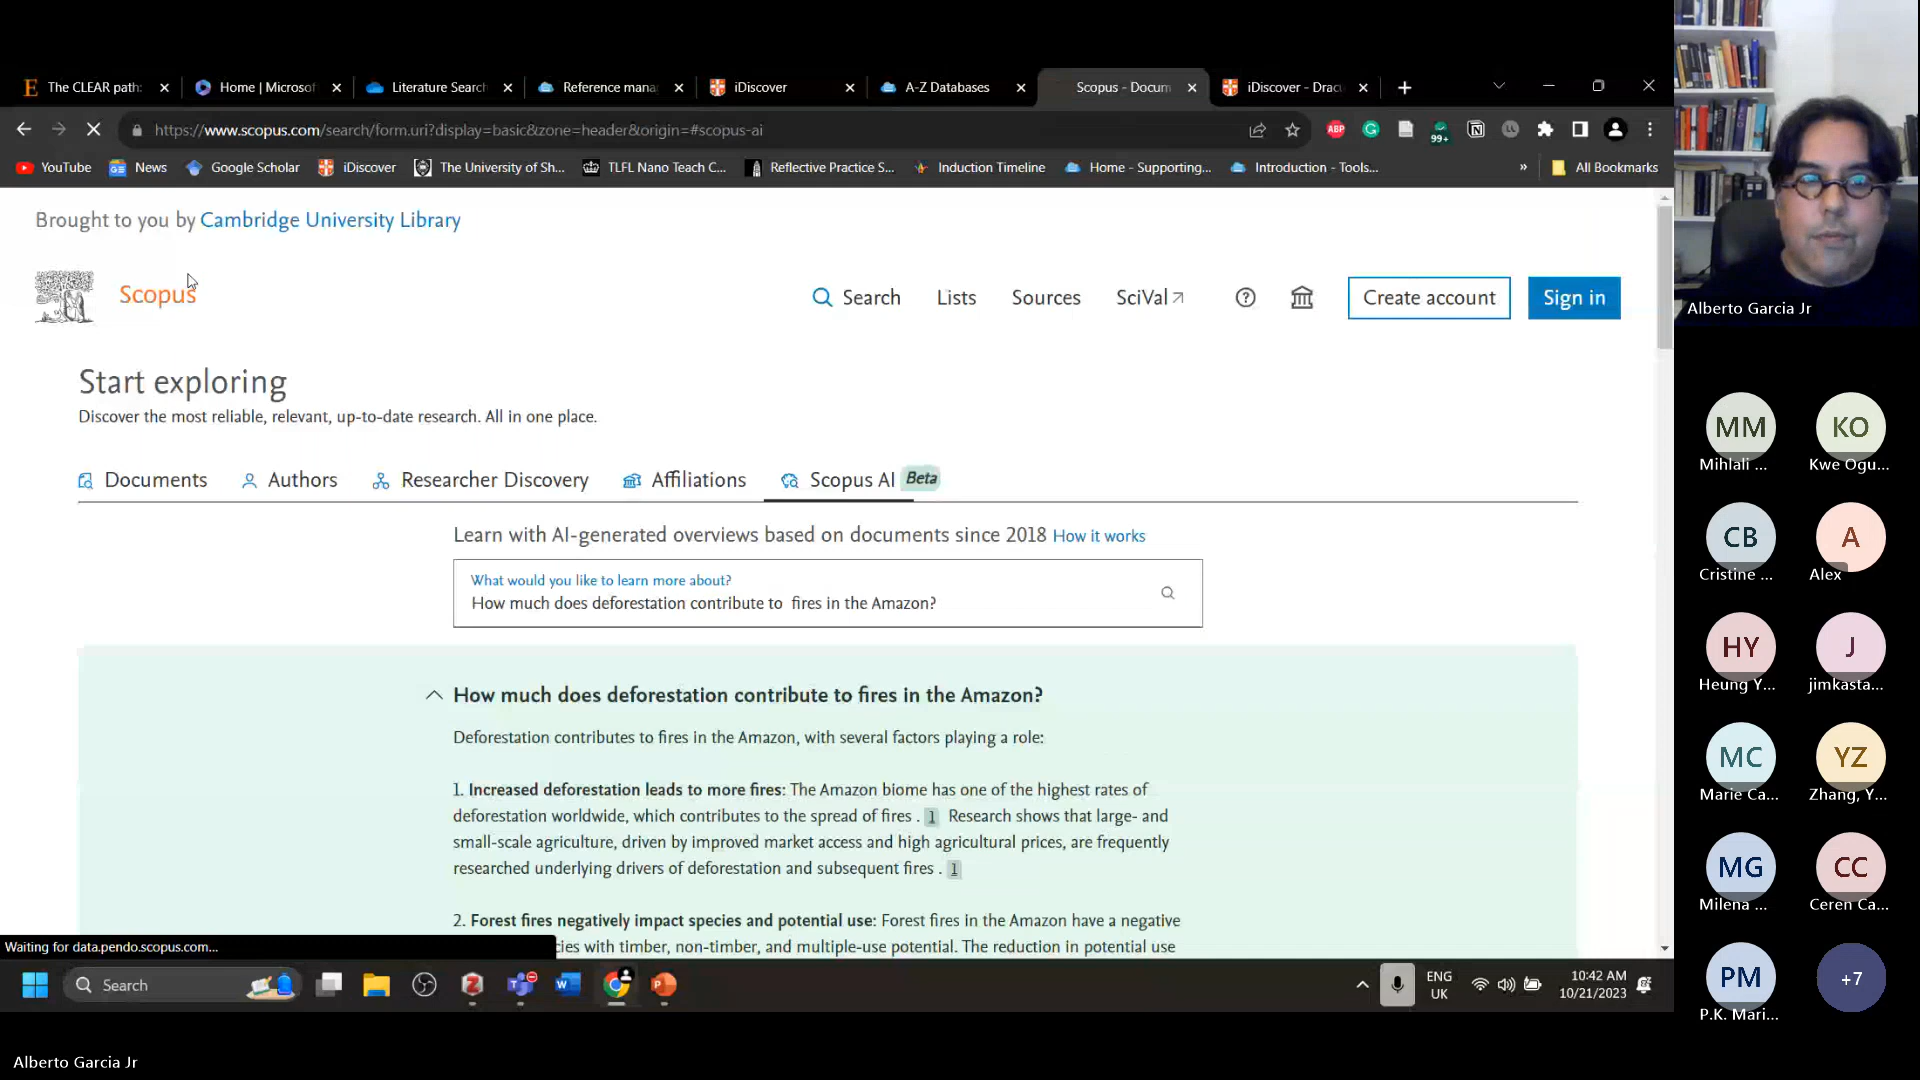 The CLEAR path:
Home | Microsof
Literature Search
Reference mana
iDiscover
A-Z Databases
Scopus - Docum
iDiscover - Drac
https://www.scopus.com/search/form.uri?display=basic&zone=header&origin=#scopus-ai
ABP
99+
YouTube
News
Google Scholar
iDiscover
The University of Sh...
TLFL Nano Teach C...
Reflective Practice S...
Induction Timeline
Home - Supporting...
Introduction - Tools...
»
All Bookmarks
Brought to you by Cambridge University Library
Scopus
Search
Lists
Sources
SciVal
Create account
Sign in
Start exploring
Discover the most reliable, relevant, up-to-date research. All in one place.
Documents
Authors
Researcher Discovery
Affiliations
Scopus AI
Beta
Learn with AI-generated overviews based on documents since 2018 How it works
What would you like to learn more about?
How much does deforestation contribute to fires in the Amazon?
How much does deforestation contribute to fires in the Amazon?
Deforestation contributes to fires in the Amazon, with several factors playing a role:
1. Increased deforestation leads to more fires: The Amazon biome has one of the highest rates of
deforestation worldwide, which contributes to the spread of fires . 1 Research shows that large- and
small-scale agriculture, driven by improved market access and high agricultural prices, are frequently
researched underlying drivers of deforestation and subsequent fires . 1
2. Forest fires negatively impact species and potential use: Forest fires in the Amazon have a negative
cies with timber, non-timber, and multiple-use potential. The reduction in potential use
Waiting for data.pendo.scopus.com...
Search
ENG
UK
10:42 AM
10/21/2023
Alberto Garcia Jr
Alberto Garcia Jr
MM
Mihlali ...
KO
Kwe Ogu...
CB
Cristine ...
A
Alex
HY
Heung Y...
J
jimkasta...
MC
Marie Ca...
YZ
Zhang, Y...
MG
Milena ...
CC
Ceren Ca...
PM
P.K. Mari...
+7